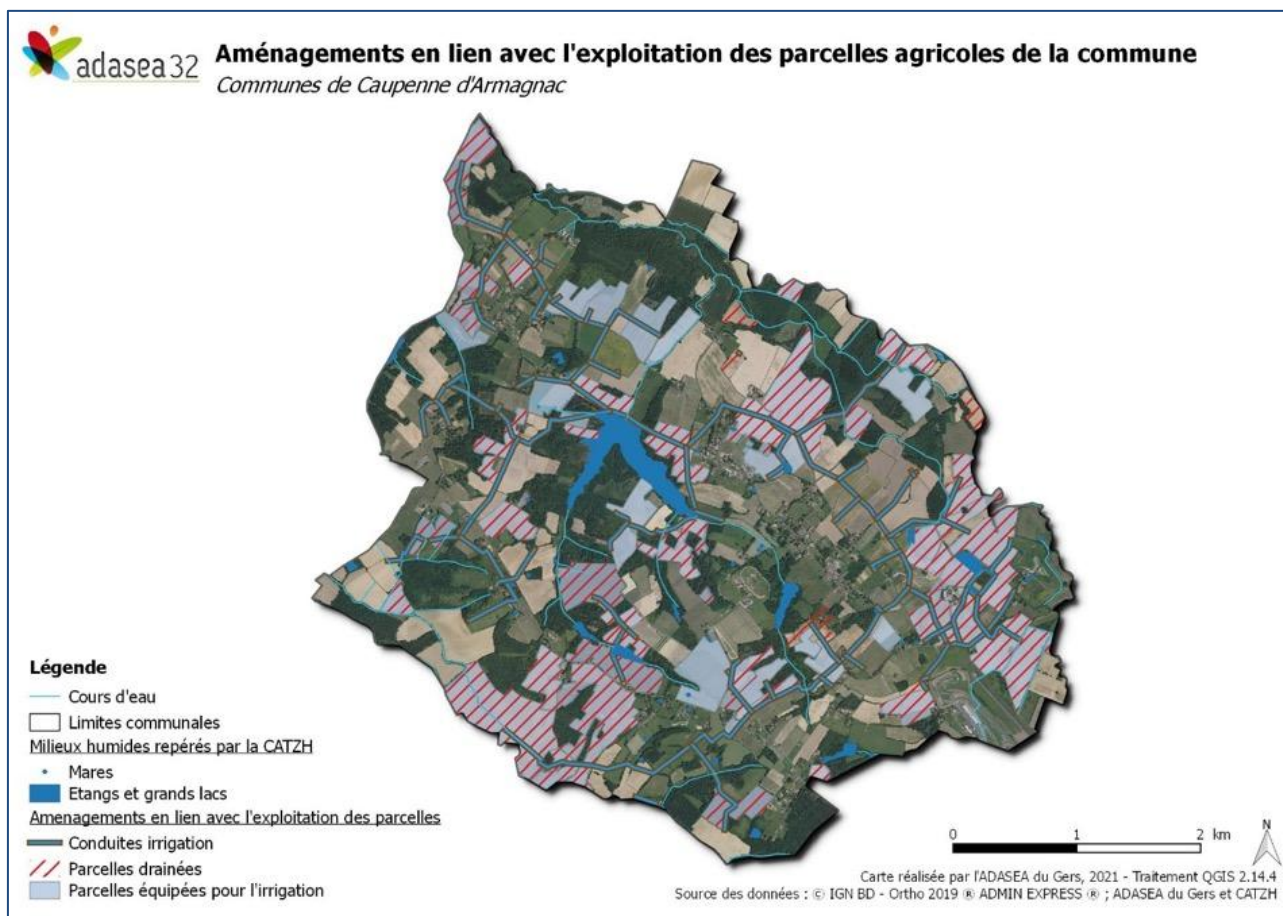 adasea32
Aménagements en lien avec l'exploitation des parcelles agricoles de la commune
Communes de Caupenne d'Armagnac
Légende
Cours d'eau
Limites communales
Milieux humides repérés par la CATZH
Mares
Etangs et grands lacs
Amenagements en lien avec l'exploitation des parcelles
Conduites irrigation
Parcelles drainées
Parcelles équipées pour l'irrigation
0 1 2 km
N
Carte réalisée par l'ADASEA du Gers, 2021 - Traitement QGIS 2.14.4
Source des données : © IGN BD - Ortho 2019 ® ADMIN EXPRESS ® ; ADASEA du Gers et CATZH